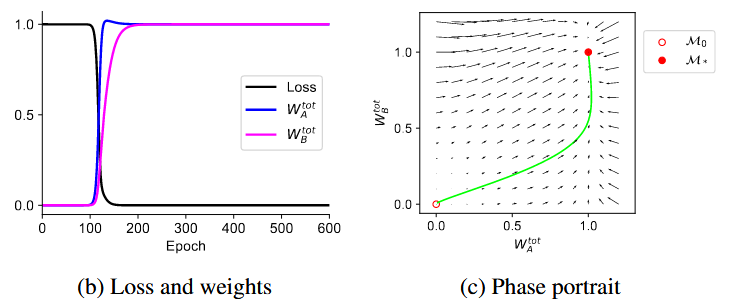 1.0
0.5
0.0
0 100 200 300 400 500 600
Epoch
Loss
W_A^{tot}
W_B^{tot}
(b) Loss and weights
W_B^{tot}
1.0
0.5
0.0
0.0 0.5 1.0
W_A^{tot}
M_0
M_*
(c) Phase portrait